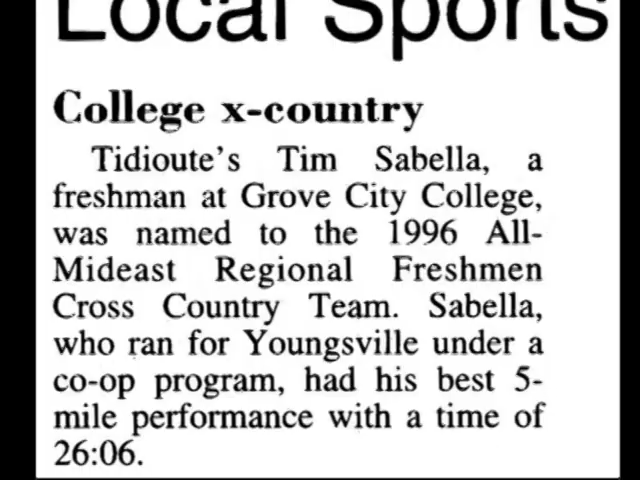 Local Sports
College x-country
Tidioute's Tim Sabella, a
freshman at Grove City College,
was named to the 1996 All-
Mideast Regional Freshmen
Cross Country Team. Sabella,
who ran for Youngsville under a
co-op program, had his best 5-
mile performance with a time of
26:06.